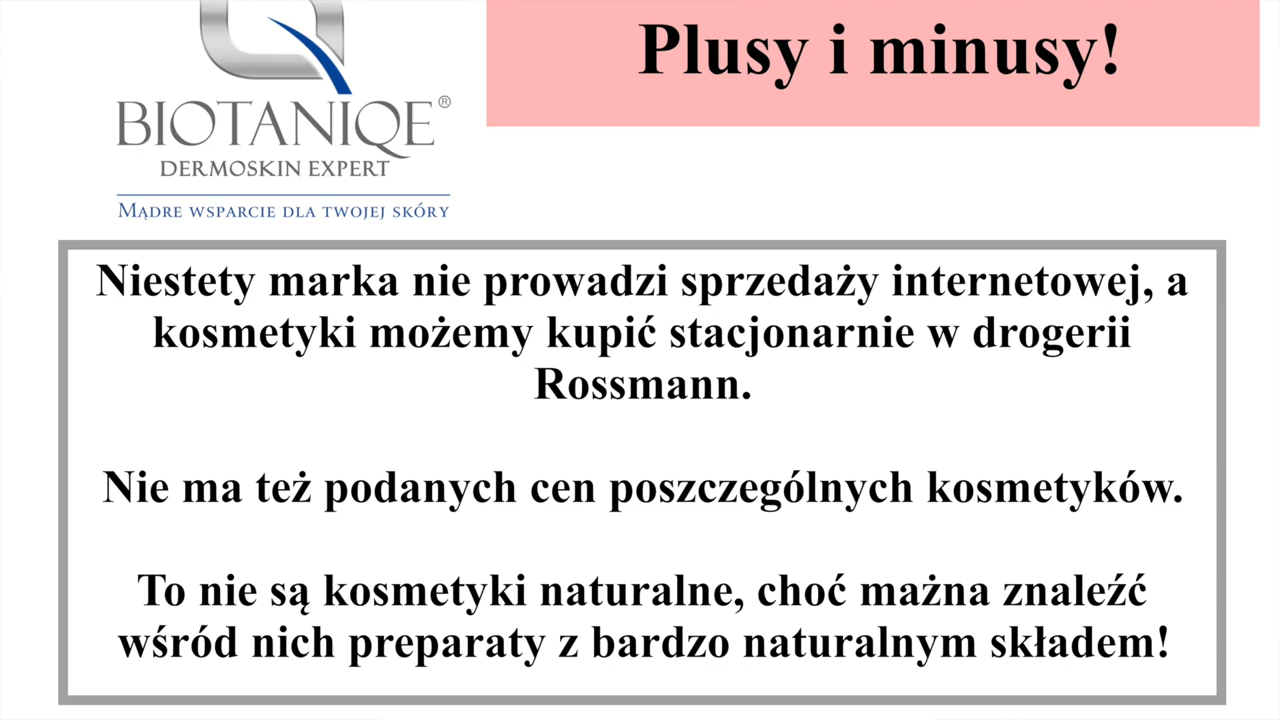 Plusy i minusy!
BIOTANIQE®
DERMOSKIN EXPERT
MĄDRE WSPARCIE DLA TWOJEJ SKÓRY
Niestety marka nie prowadzi sprzedaży internetowej, a
kosmetyki możemy kupić stacjonarnie w drogerii
Rossmann.
Nie ma też podanych cen poszczególnych kosmetyków.
To nie są kosmetyki naturalne, choć mażna znaleźć
wśród nich preparaty z bardzo naturalnym składem!